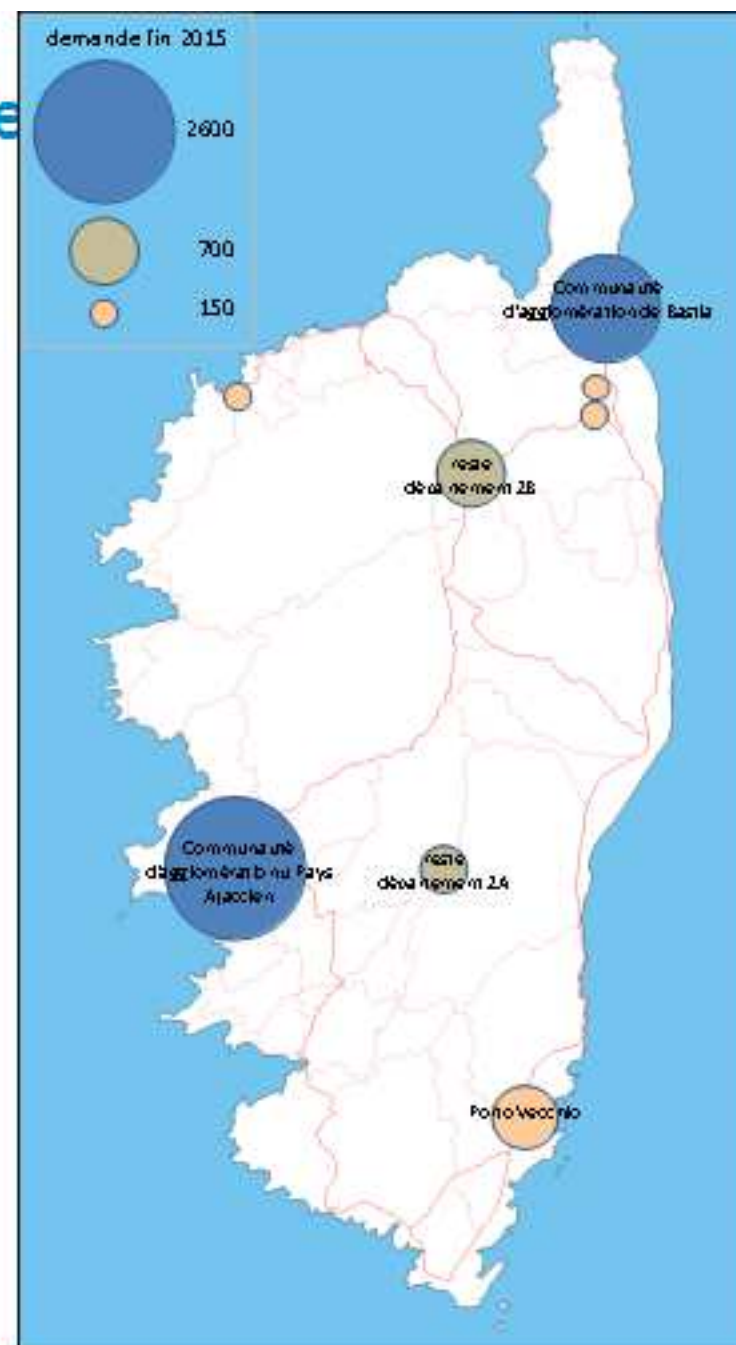 demande fin 2015
e
2600
700
150
Communauté
d'agglomération de Bastia
reste
département 2B
Communauté
d'agglomération du Pays
Ajaccien
reste
département 2A
Porto Vecchio